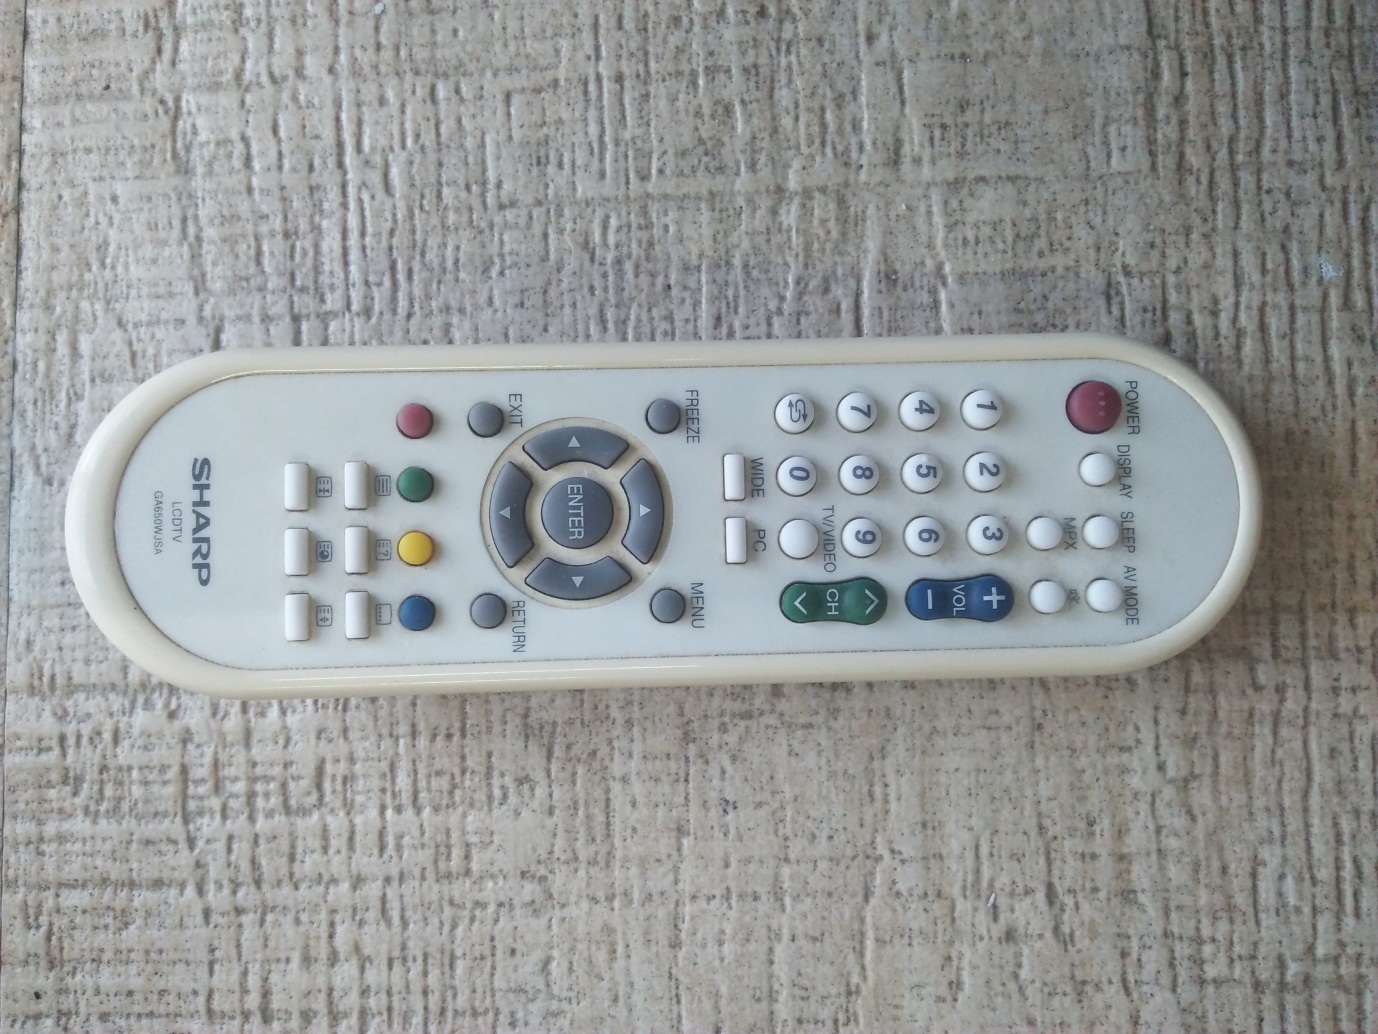 POWER DISPLAY SLEEP AV MODE
MPX
1 2 3
+
VOL
−
4 5 6
7 8 9
CH
0
TV/VIDEO
WIDE PC
FREEZE MENU
ENTER
EXIT RETURN
SHARP
LCDTV
GA650WJSA